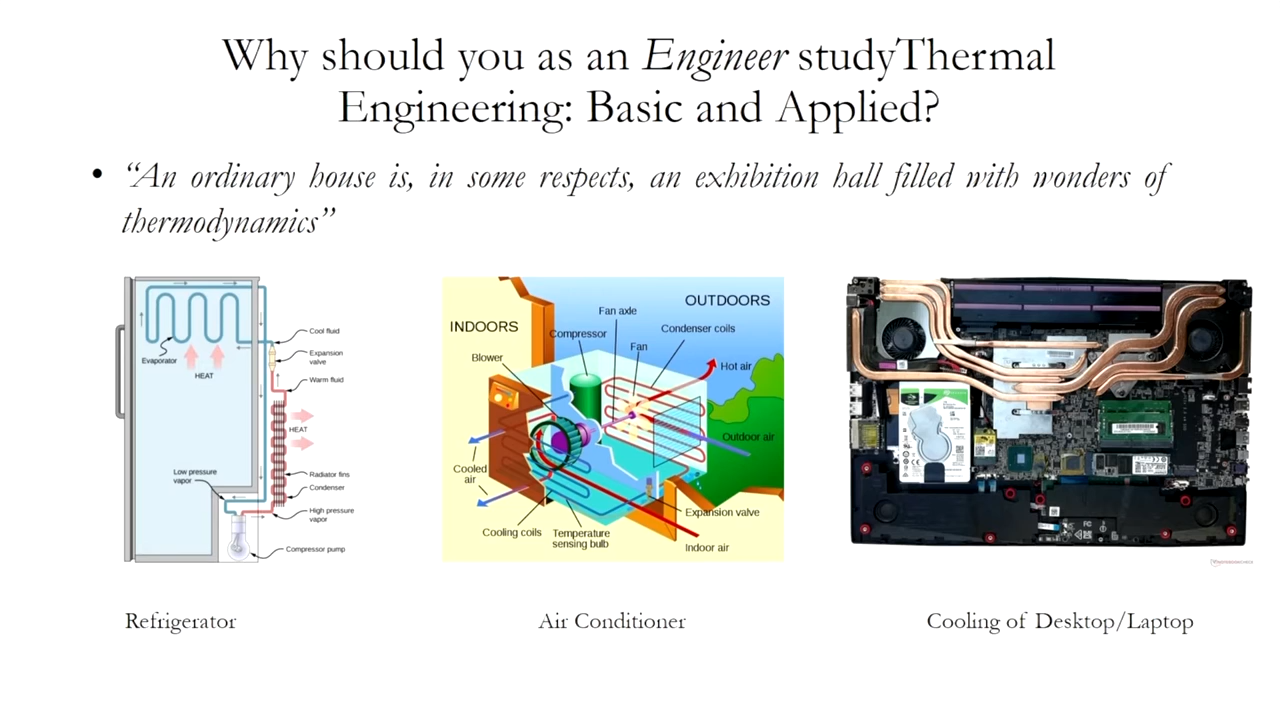 Why should you as an Engineer studyThermal
Engineering: Basic and Applied?
• “An ordinary house is, in some respects, an exhibition hall filled with wonders of
thermodynamics”
Cool fluid
Evaporator
Expansion
valve
HEAT
Warm fluid
HEAT
Low pressure
vapor
Radiator fins
Condenser
High pressure
vapor
Compressor pump
Refrigerator
OUTDOORS
INDOORS
Fan axle
Compressor
Condenser coils
Fan
Blower
Hot air
Outdoor air
Cooled
air
Expansion valve
Cooling coils
Temperature
sensing bulb
Indoor air
Air Conditioner
Cooling of Desktop/Laptop